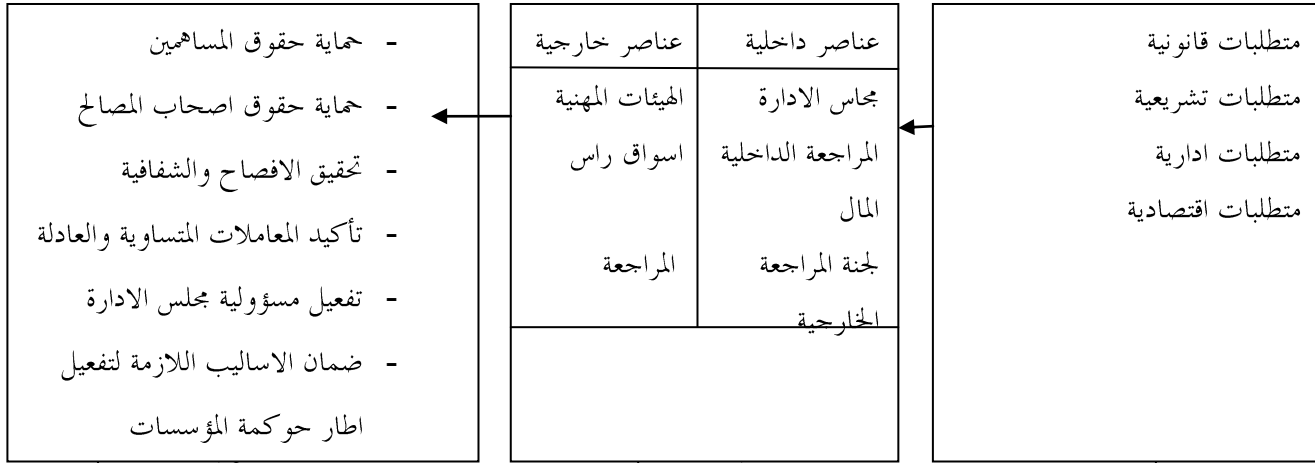 متطلبات قانونية
متطلبات تشريعية
متطلبات ادارية
متطلبات اقتصادية
عناصر داخلية
عناصر خارجية
مجاس الادارة
الهيئات المهنية
المراجعة الداخلية
اسواق راس
المال
لجنة المراجعة
المراجعة
الخارجية
- حماية حقوق المساهمين
- حماية حقوق اصحاب المصالح
- تحقيق الافصاح والشفافية
- تأكيد المعاملات المتساوية والعادلة
- تفعيل مسؤولية مجلس الادارة
- ضمان الاساليب اللازمة لتفعيل
اطار حوكمة المؤسسات